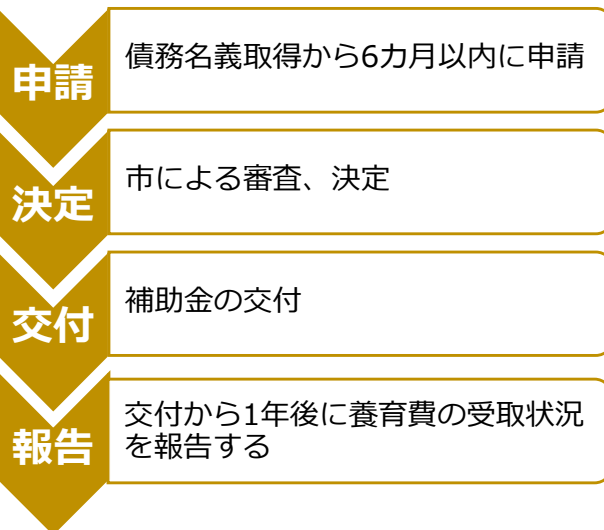 申請
債務名義取得から6カ月以内に申請
決定
市による審査、決定
交付
補助金の交付
報告
交付から1年後に養育費の受取状況
を報告する